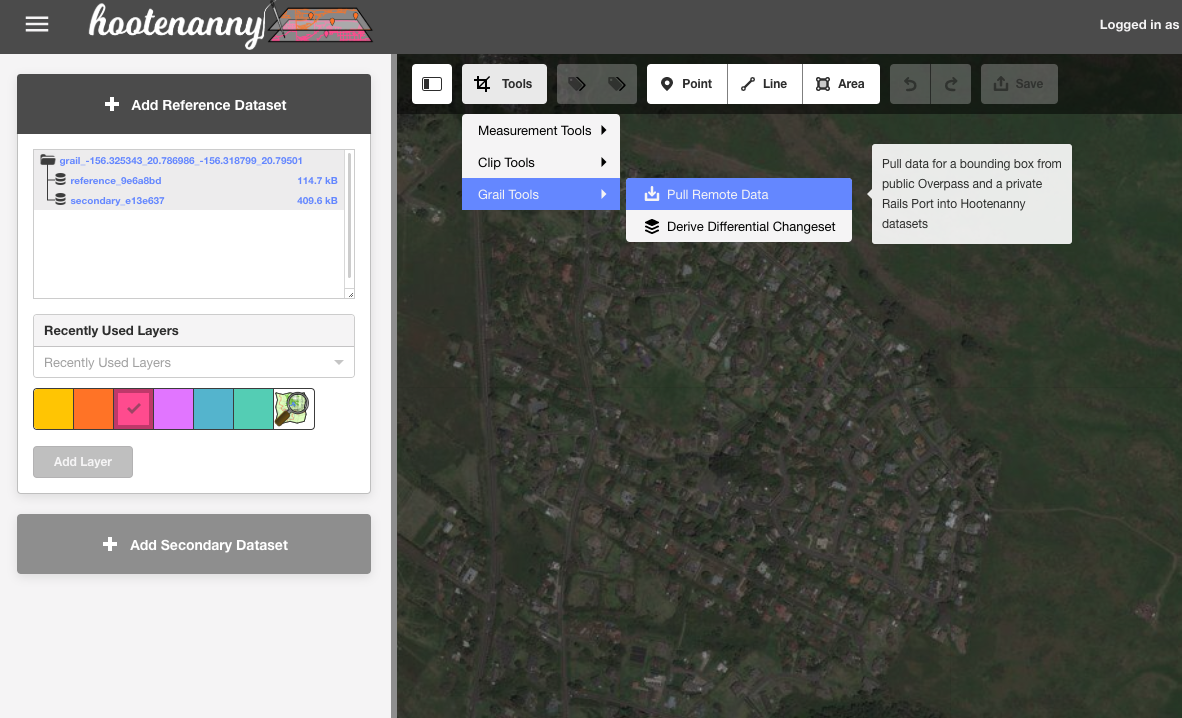 hootenanny
Logged in as
Add Reference Dataset
grail_-156.325343_20.786986_-156.318799_20.79501
reference_9e6a8bd 114.7 kB
secondary_e13e637 409.6 kB
Recently Used Layers
Recently Used Layers
Add Layer
Add Secondary Dataset
Tools
Point
Line
Area
Save
Measurement Tools
Clip Tools
Grail Tools
Pull Remote Data
Derive Differential Changeset
Pull data for a bounding box from
public Overpass and a private
Rails Port into Hootenanny
datasets